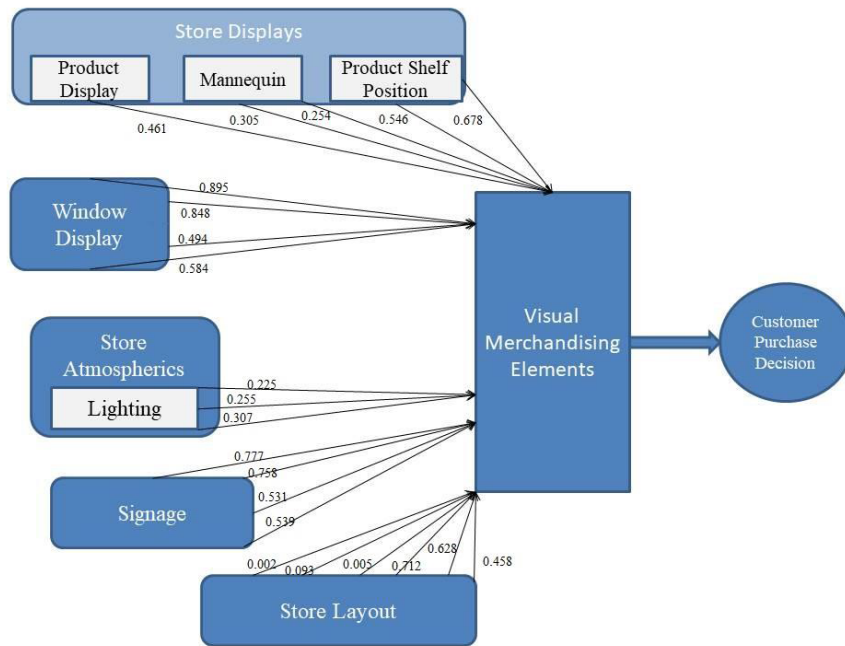 Store Displays
Product
Display
Mannequin
Product Shelf
Position
0.461
0.305
0.254
0.546
0.678
Window
Display
0.895
0.848
0.494
0.584
Visual
Merchandising
Elements
Customer
Purchase
Decision
Store
Atmospherics
Lighting
0.225
0.255
0.307
Signage
0.777
0.758
0.531
0.539
0.002
0.093
0.005
0.712
0.628
0.458
Store Layout